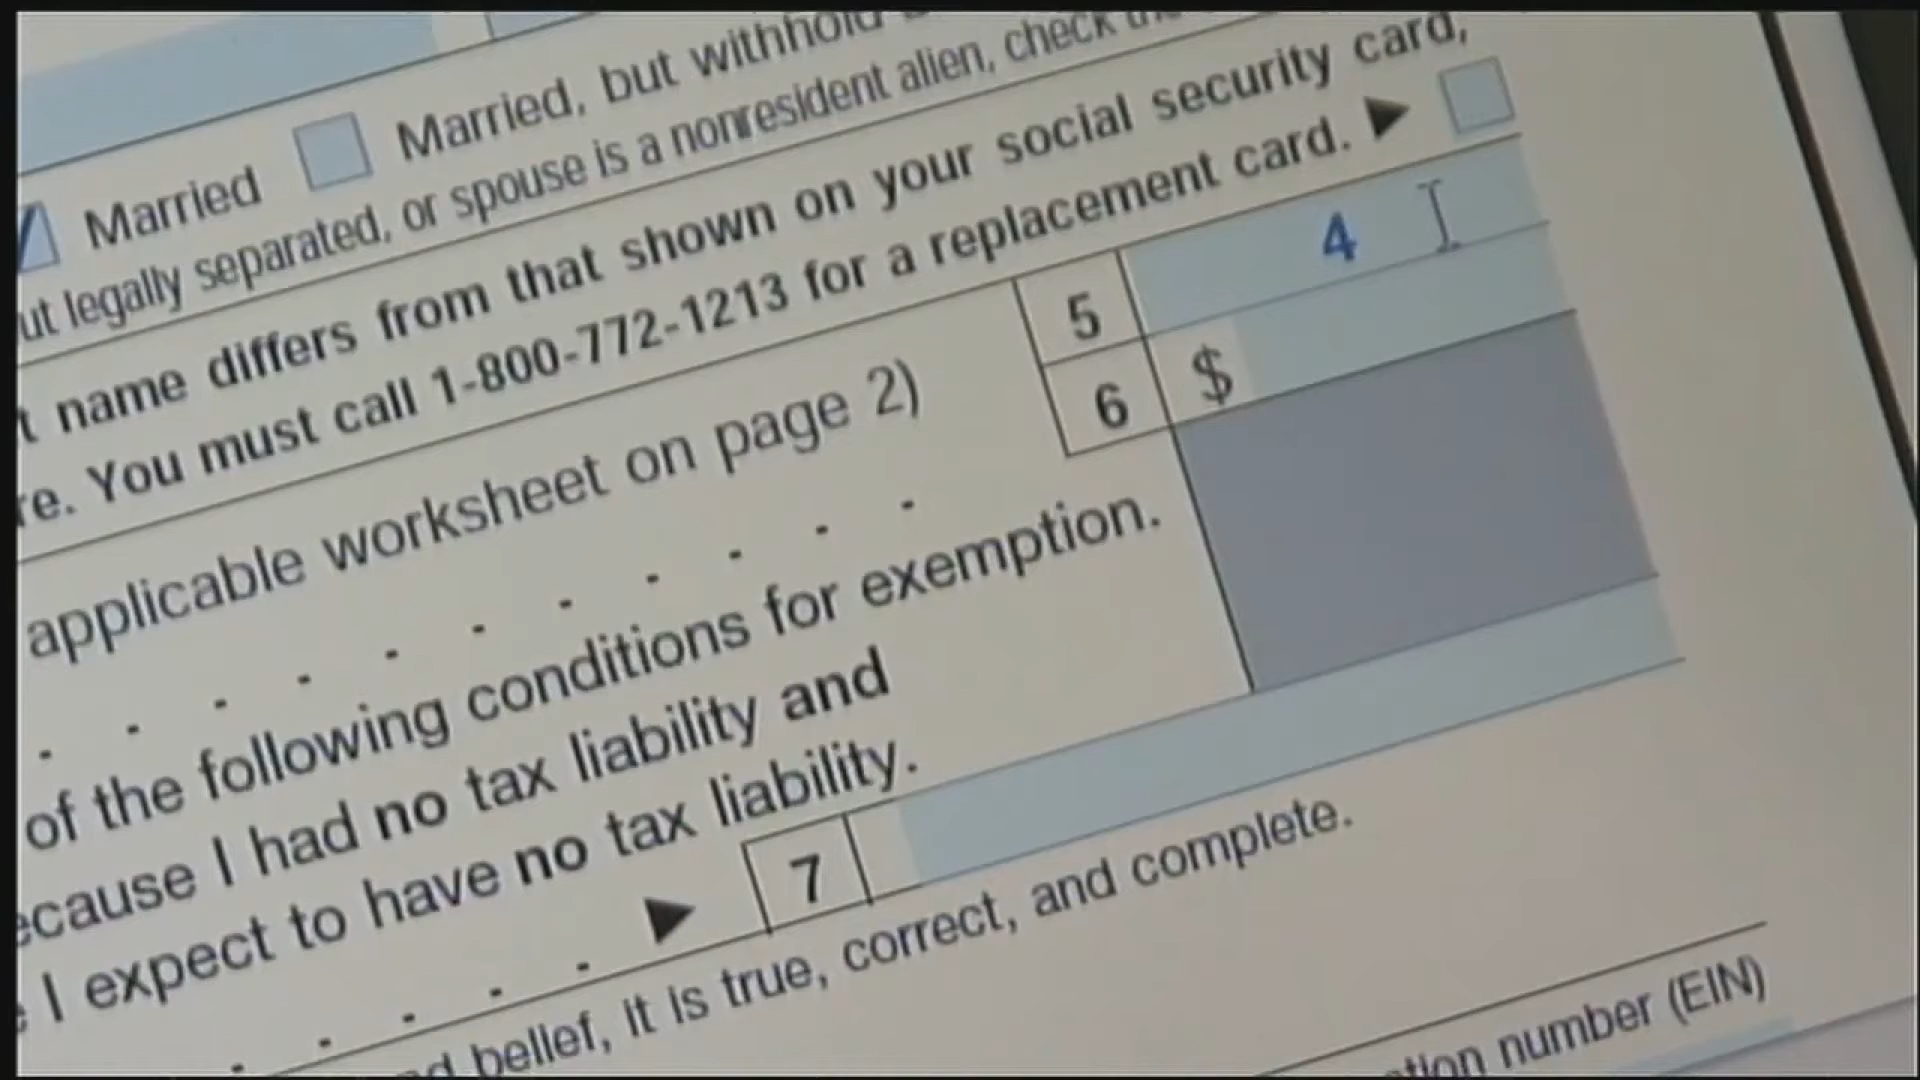 Married Married, but withhold
legally separated, or spouse is a nonresident alien, check
name differs from that shown on your social security card,
You must call 1-800-772-1213 for a replacement card. ▶
applicable worksheet on page 2) 5 4
6 $
. . . . . . . . . . .
of the following conditions for exemption.
I had no tax liability and
I expect to have no tax liability.
. . . . . ▶ 7
belief, it is true, correct, and complete.
number (EIN)